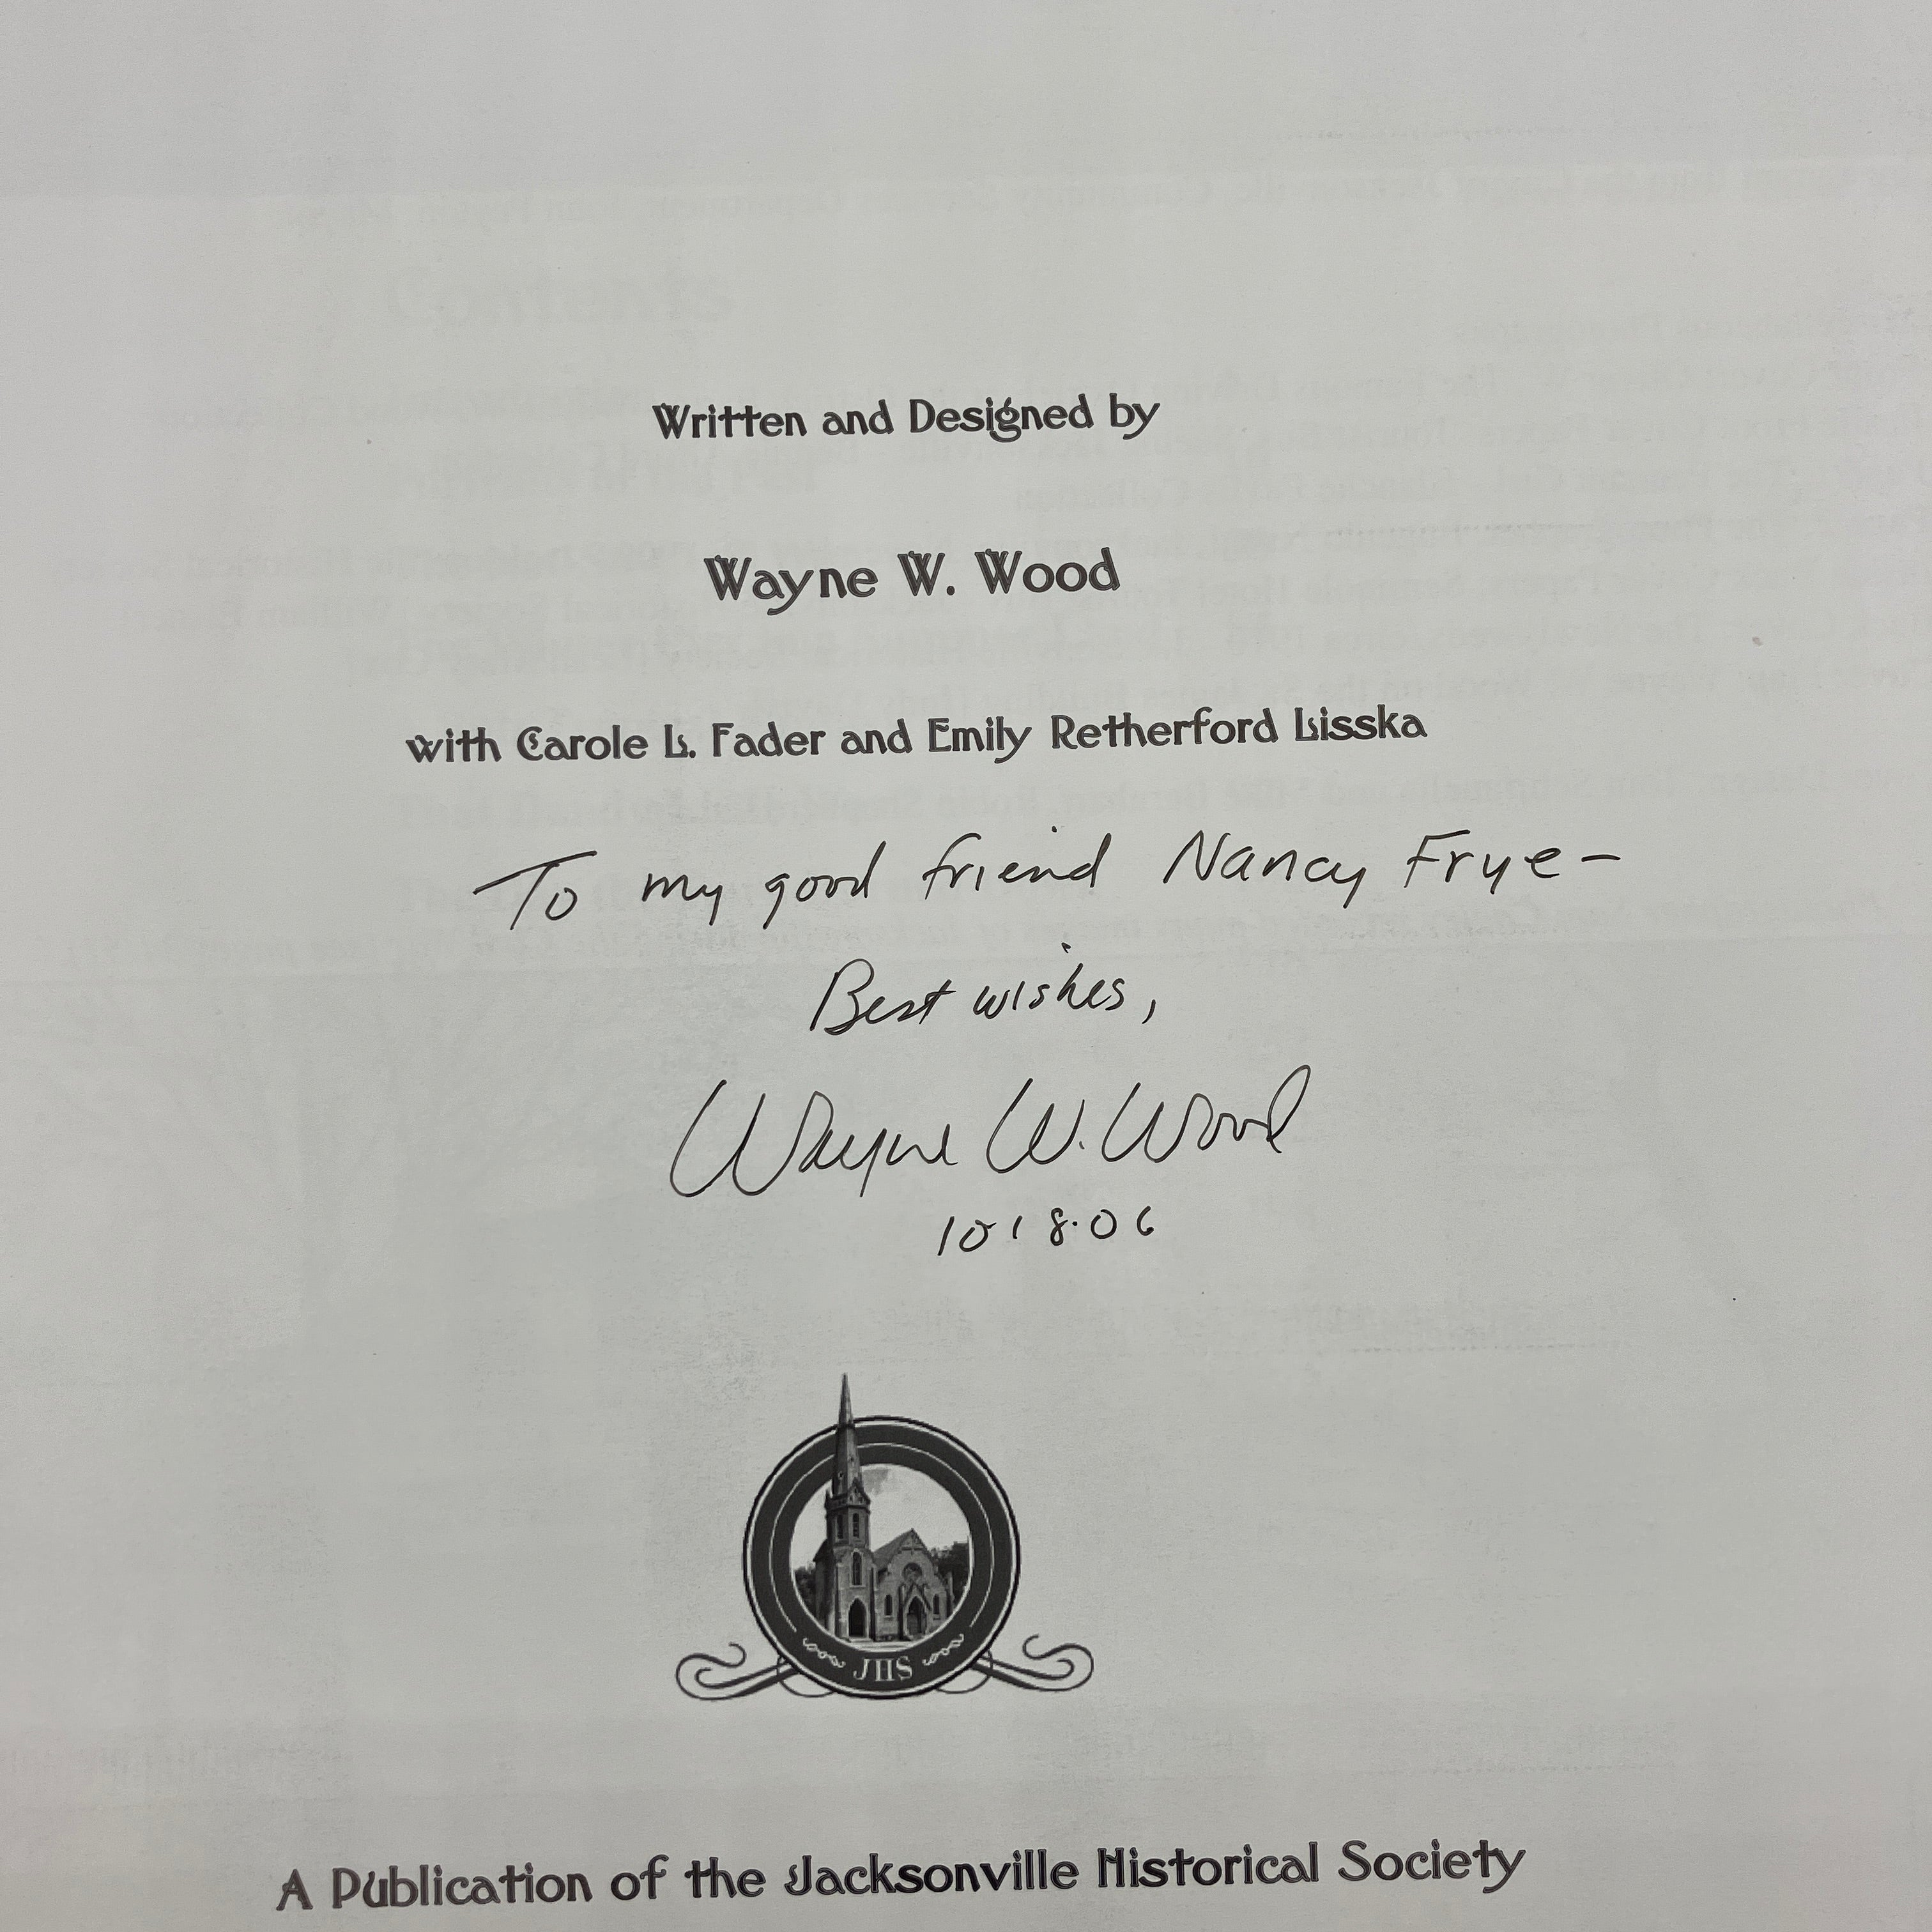 Written and Designed by
Wayne W. Wood
with Carole L. Fader and Emily Retherford Lisska
To my good friend Nancy Frye –
Best wishes,
Wayne W. Wood
10 18.06
JHS
A Publication of the Jacksonville Historical Society